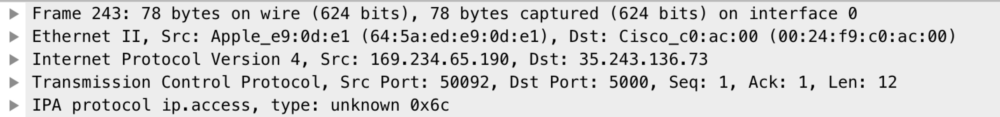 Frame 243: 78 bytes on wire (624 bits), 78 bytes captured (624 bits) on interface 0
Ethernet II, Src: Apple_e9:0d:e1 (64:5a:ed:e9:0d:e1), Dst: Cisco_c0:ac:00 (00:24:f9:c0:ac:00)
Internet Protocol Version 4, Src: 169.234.65.190, Dst: 35.243.136.73
Transmission Control Protocol, Src Port: 50092, Dst Port: 5000, Seq: 1, Ack: 1, Len: 12
IPA protocol ip.access, type: unknown 0x6c